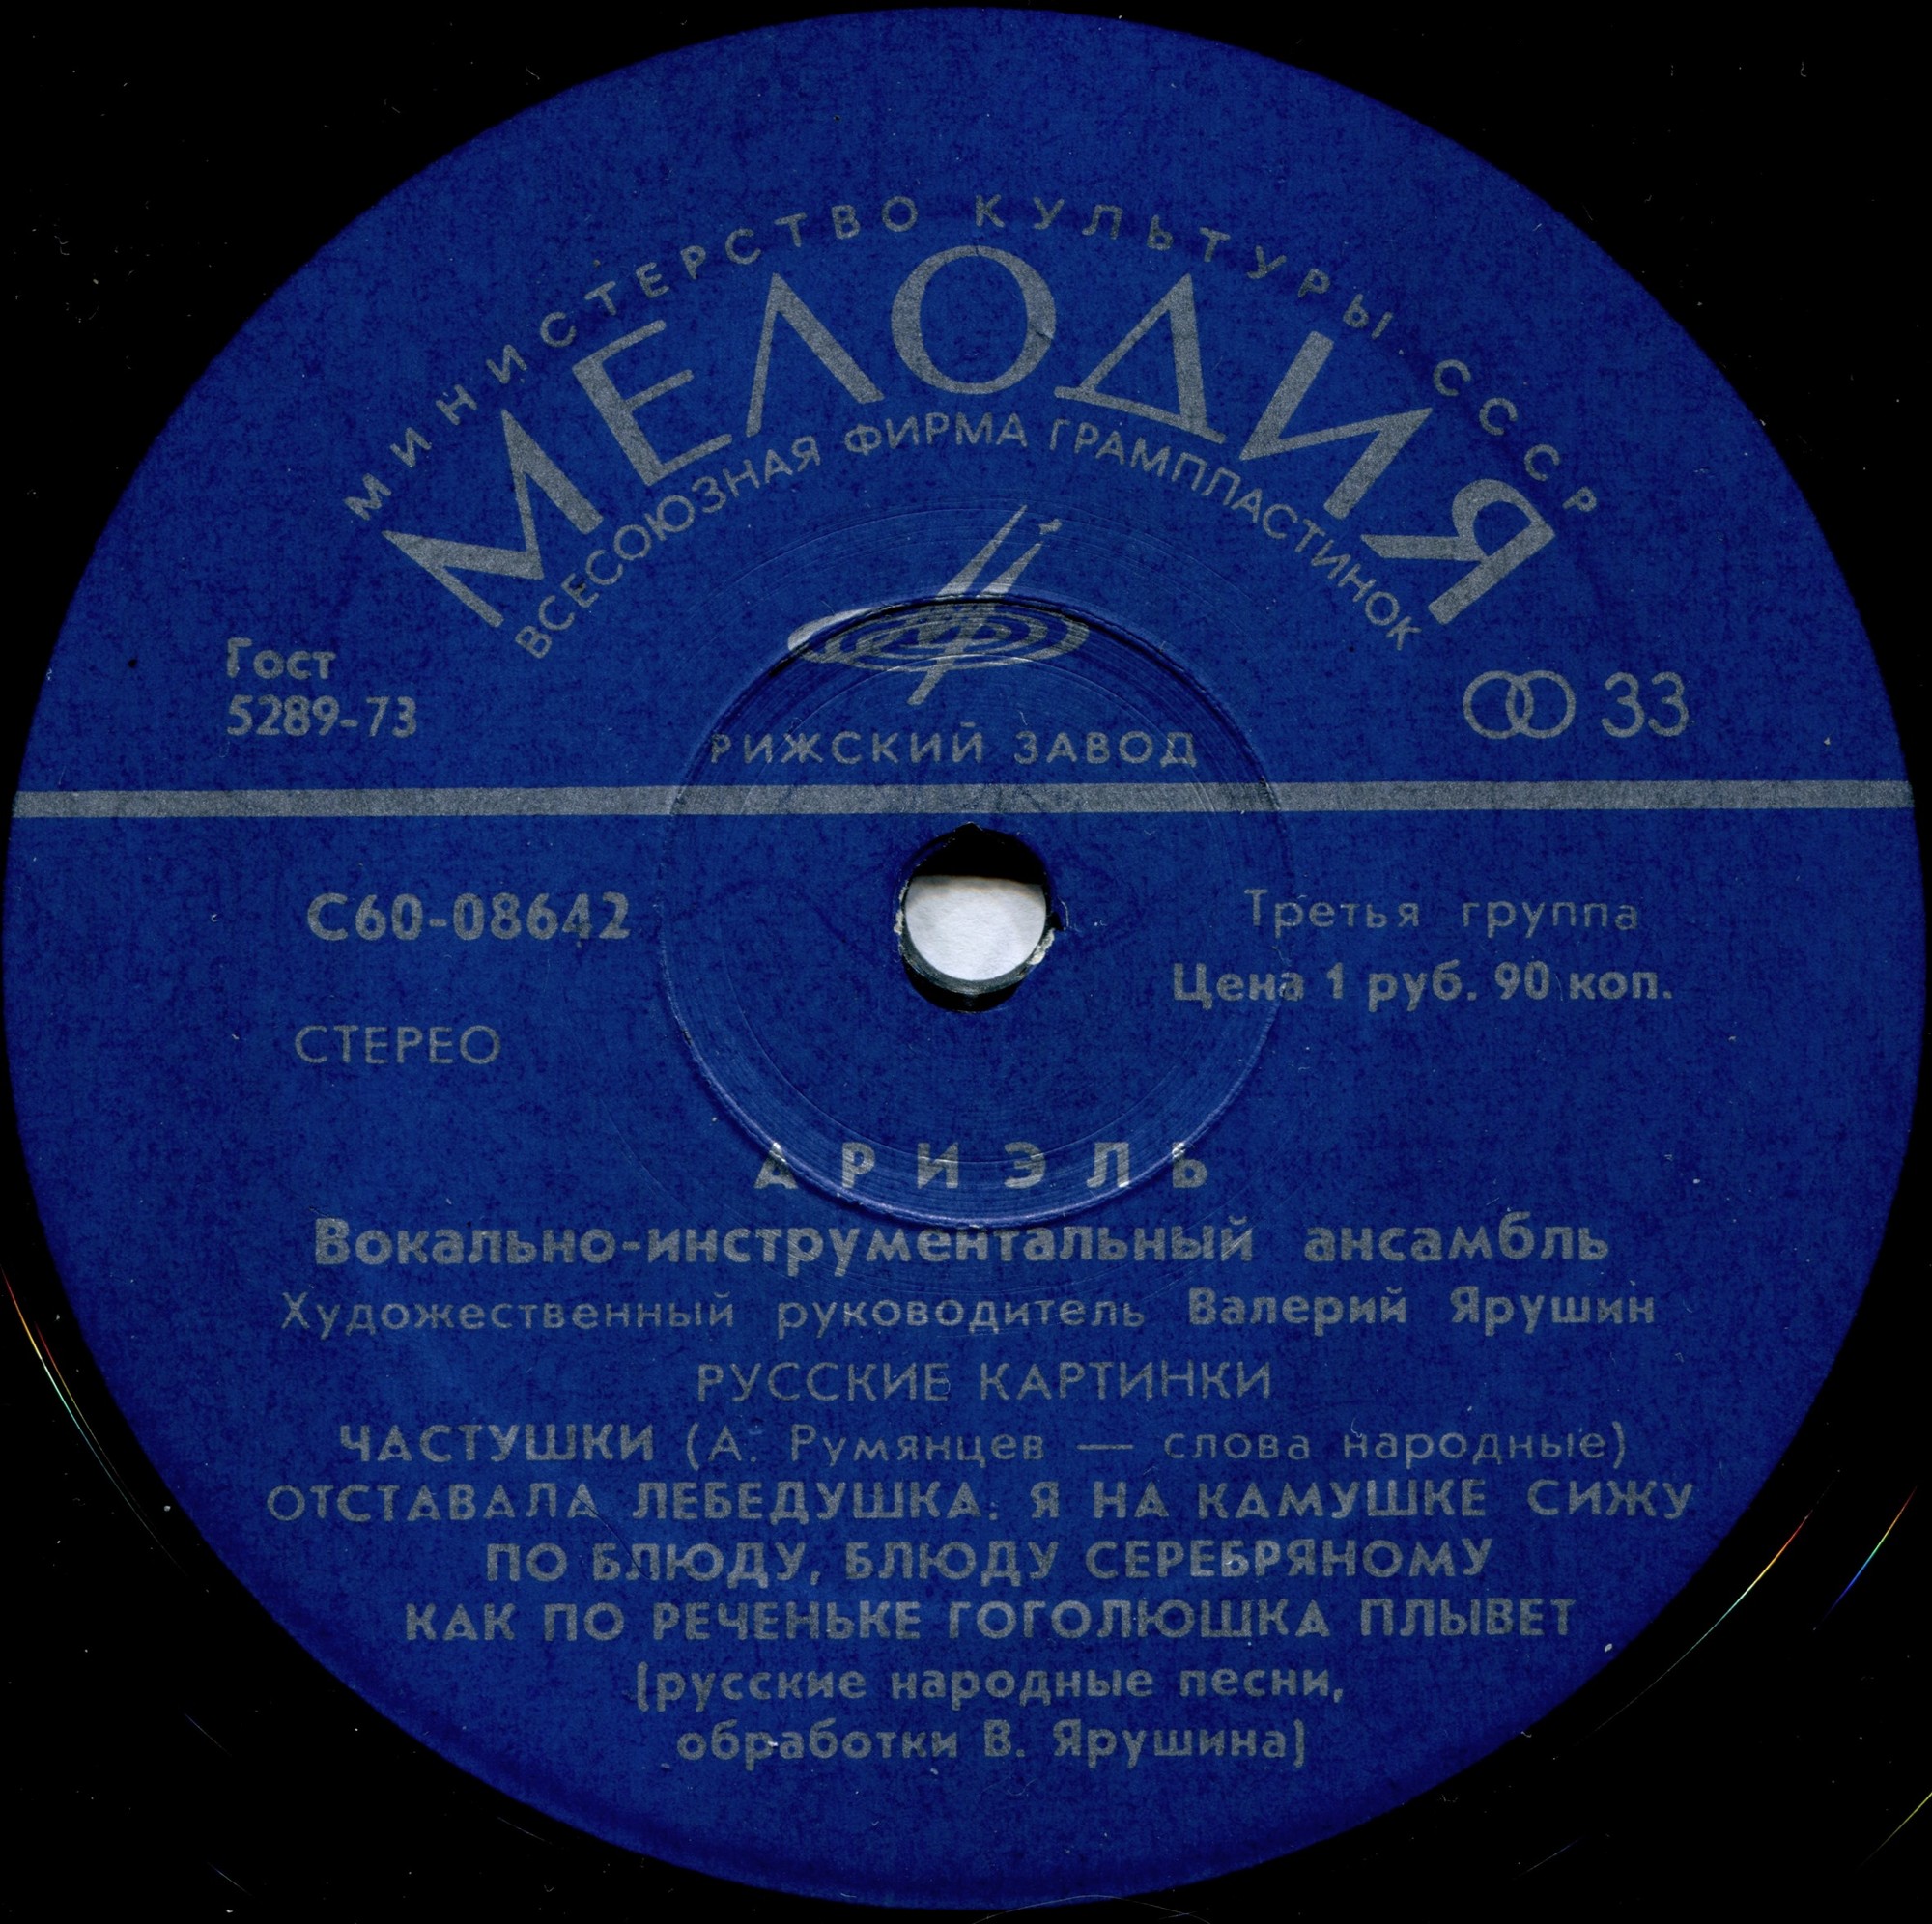 МИНИСТЕРСТВО КУЛЬТУРЫ СССР
МЕЛОДИЯ
ВСЕСОЮЗНАЯ ФИРМА ГРАМПЛАСТИНОК
Гост
5289-73
33
РИЖСКИЙ ЗАВОД
С60-08642
Третья группа
Цена 1 руб. 90 коп.
СТЕРЕО
АРИЭЛЬ
Вокально-инструментальный ансамбль
Художественный руководитель Валерий Ярушин
РУССКИЕ КАРТИНКИ
ЧАСТУШКИ (А. Румянцев — слова народные)
ОТСТАВАЛА ЛЕБЕДУШКА. Я НА КАМУШКЕ СИЖУ
ПО БЛЮДУ, БЛЮДУ СЕРЕБРЯНОМУ
КАК ПО РЕЧЕНЬКЕ ГОГОЛЮШКА ПЛЫВЕТ
(русские народные песни,
обработки В. Ярушина)